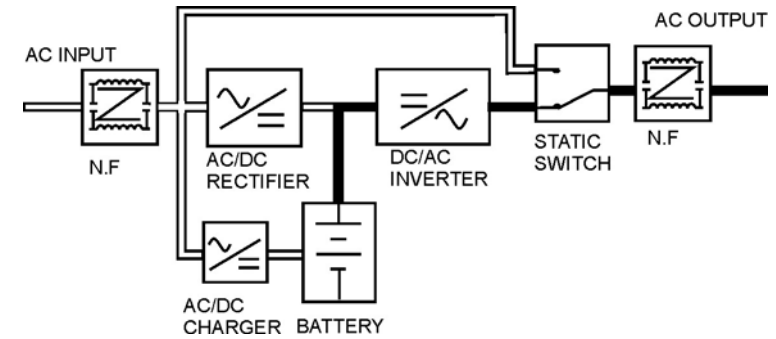 AC OUTPUT
AC INPUT
N.F
AC/DC
RECTIFIER
DC/AC
INVERTER
STATIC
SWITCH
N.F
AC/DC
CHARGER
BATTERY